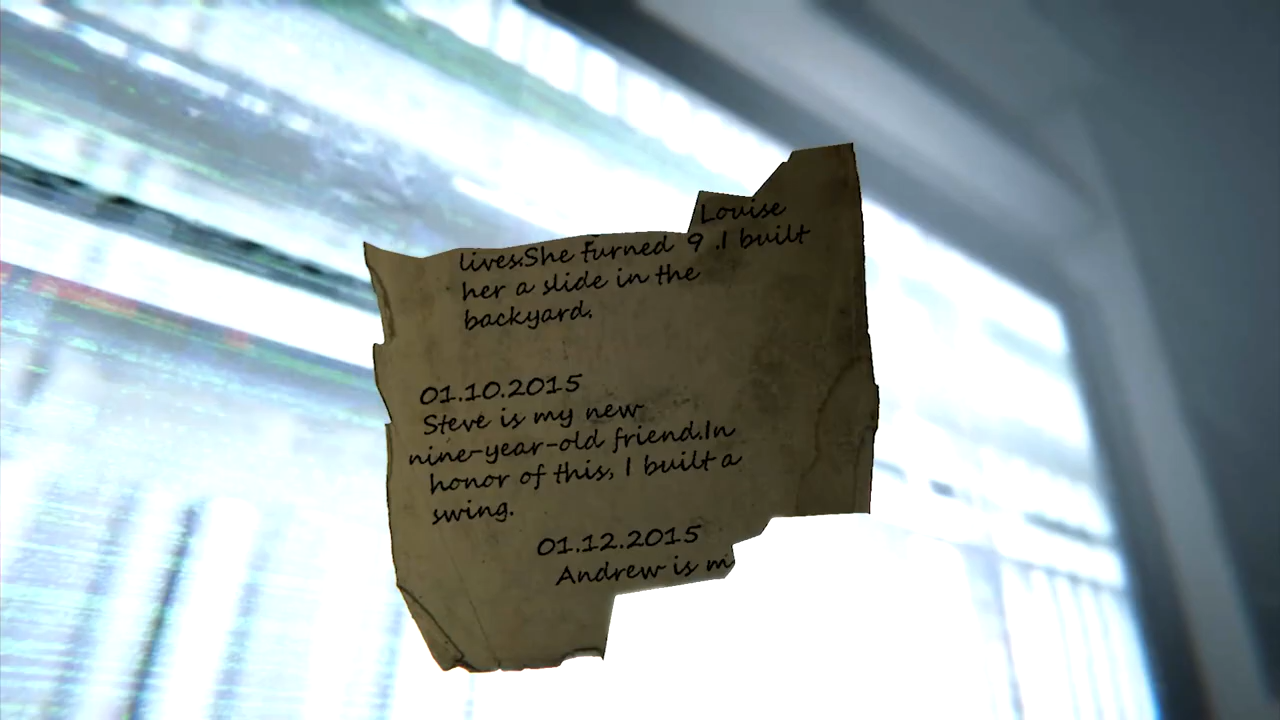 Louise
lives.She turned 9 .I built
her a slide in the
backyard.
01.10.2015
Steve is my new
nine-year-old friend.In
honor of this, I built a
swing.
01.12.2015
Andrew is m